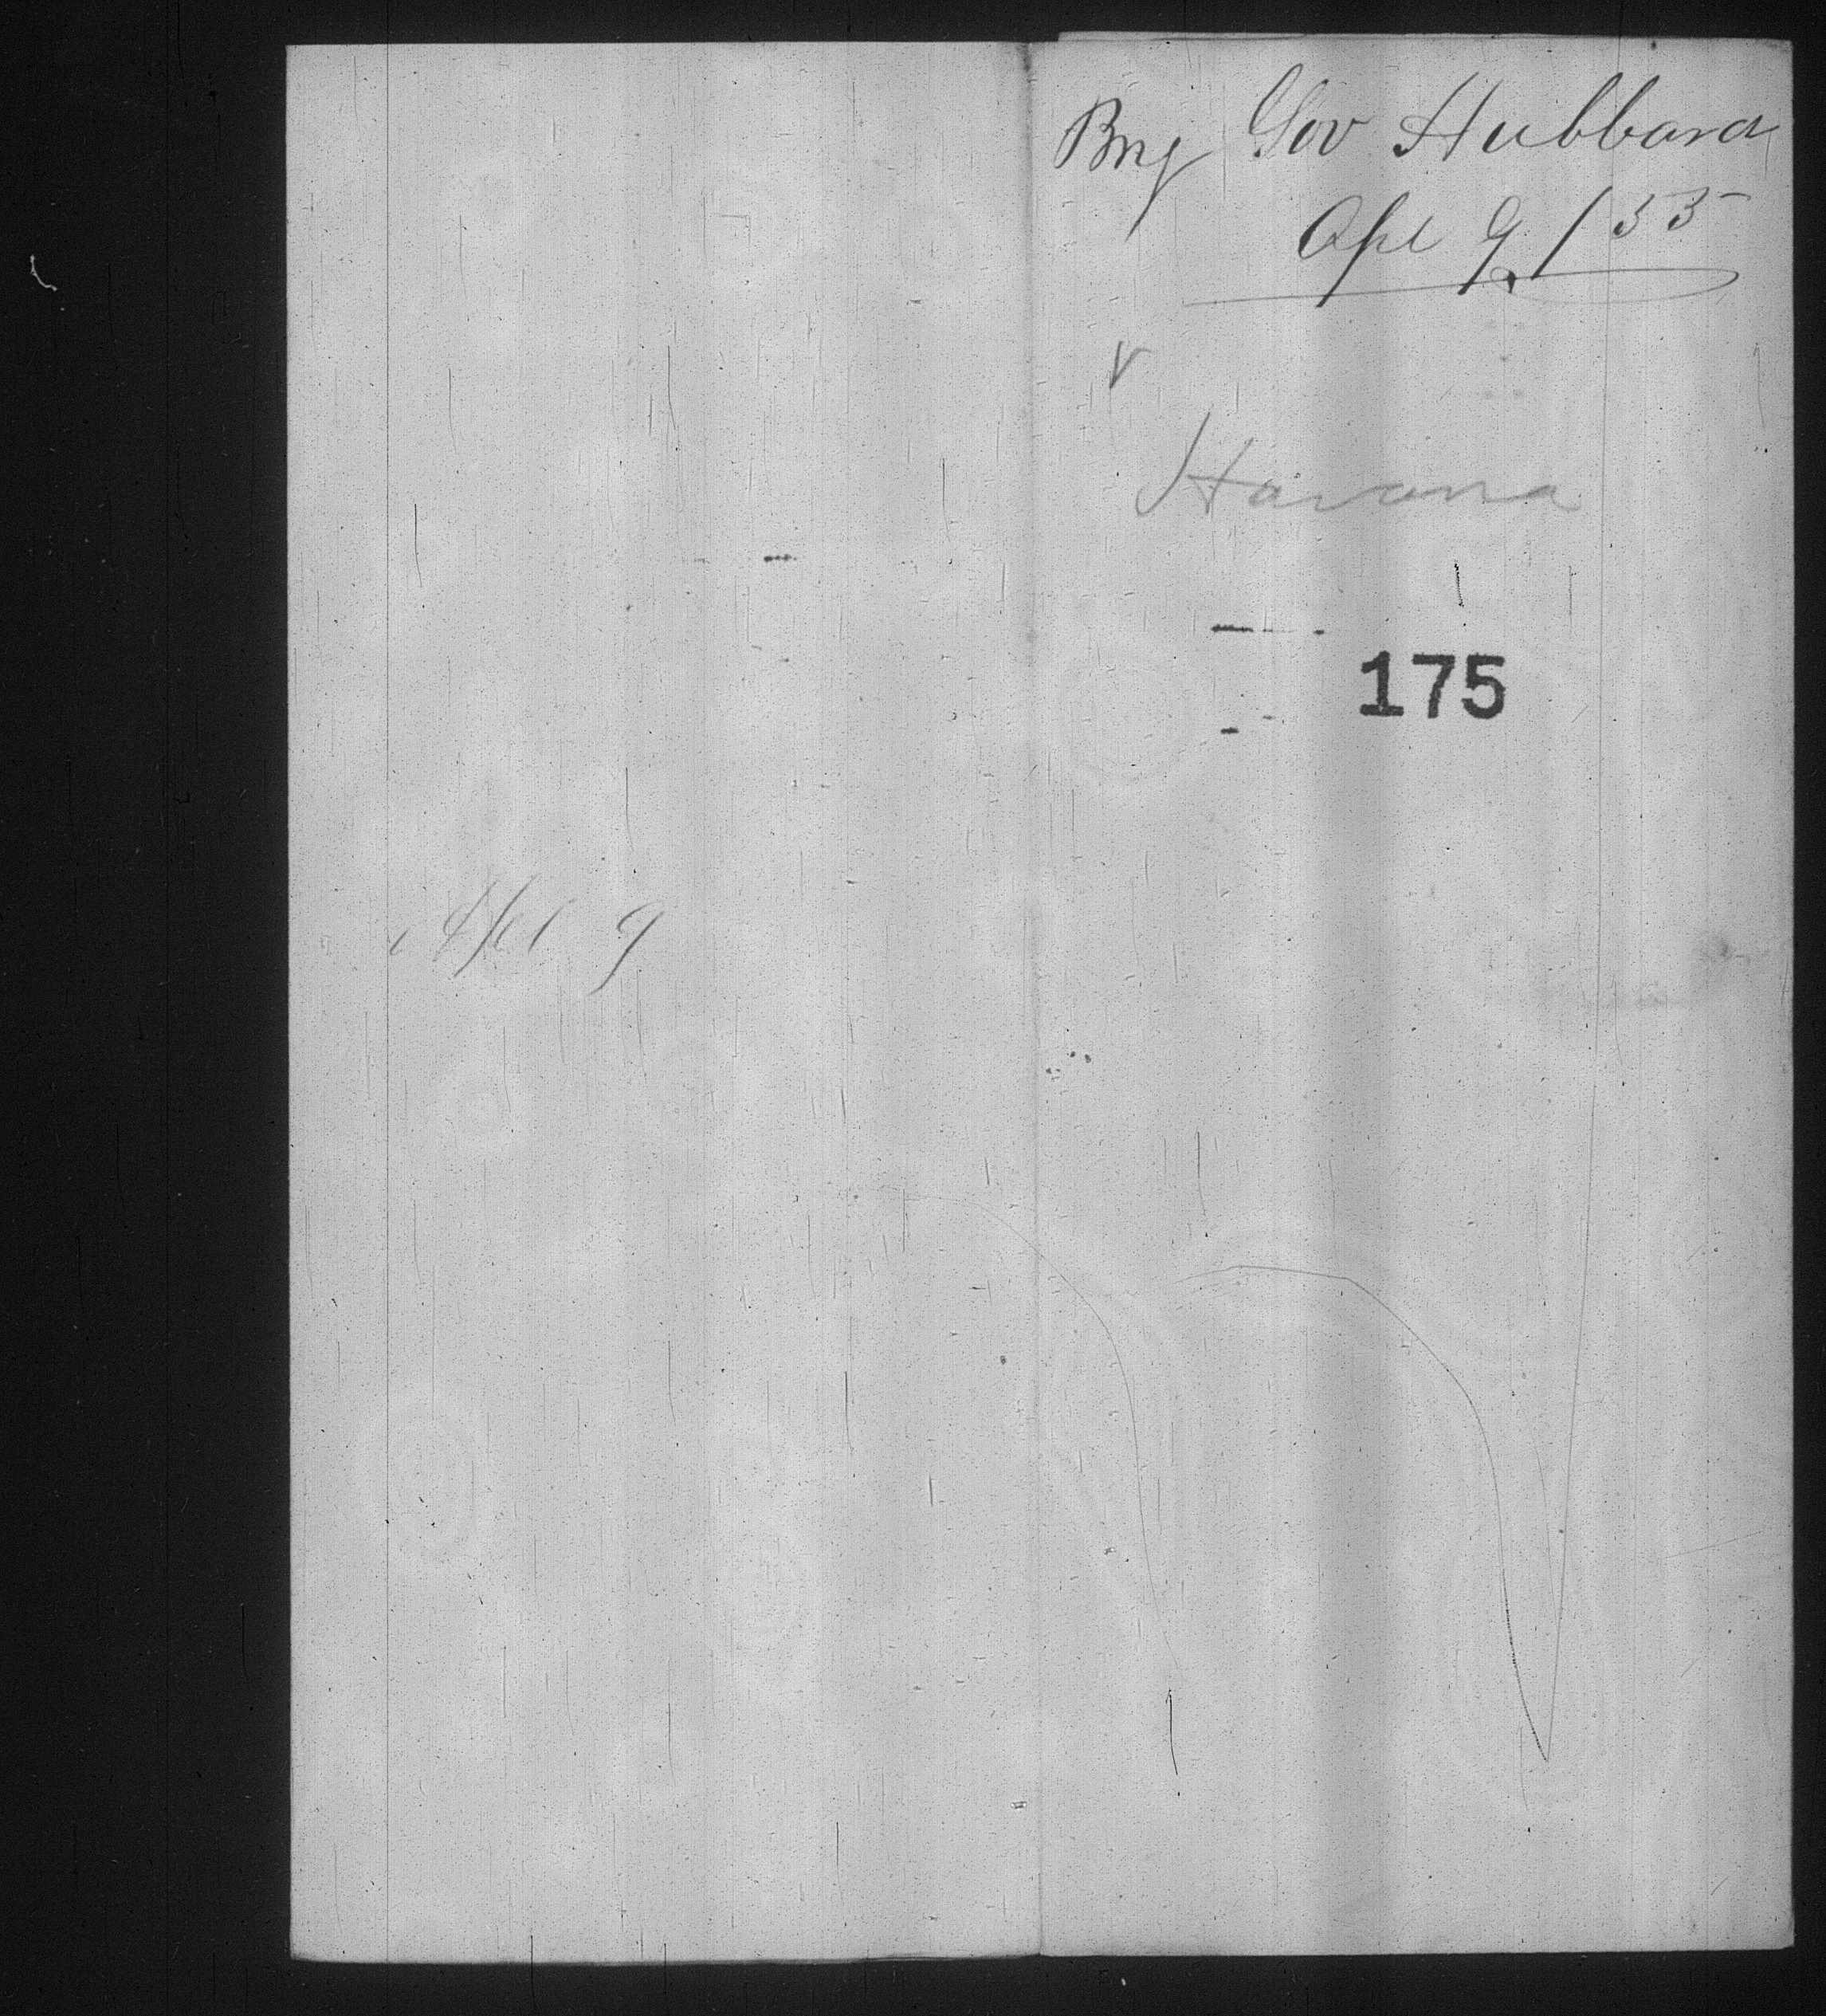 Brig Gov Hubbard
Apl 9 /55
Havana
175
Apl 9